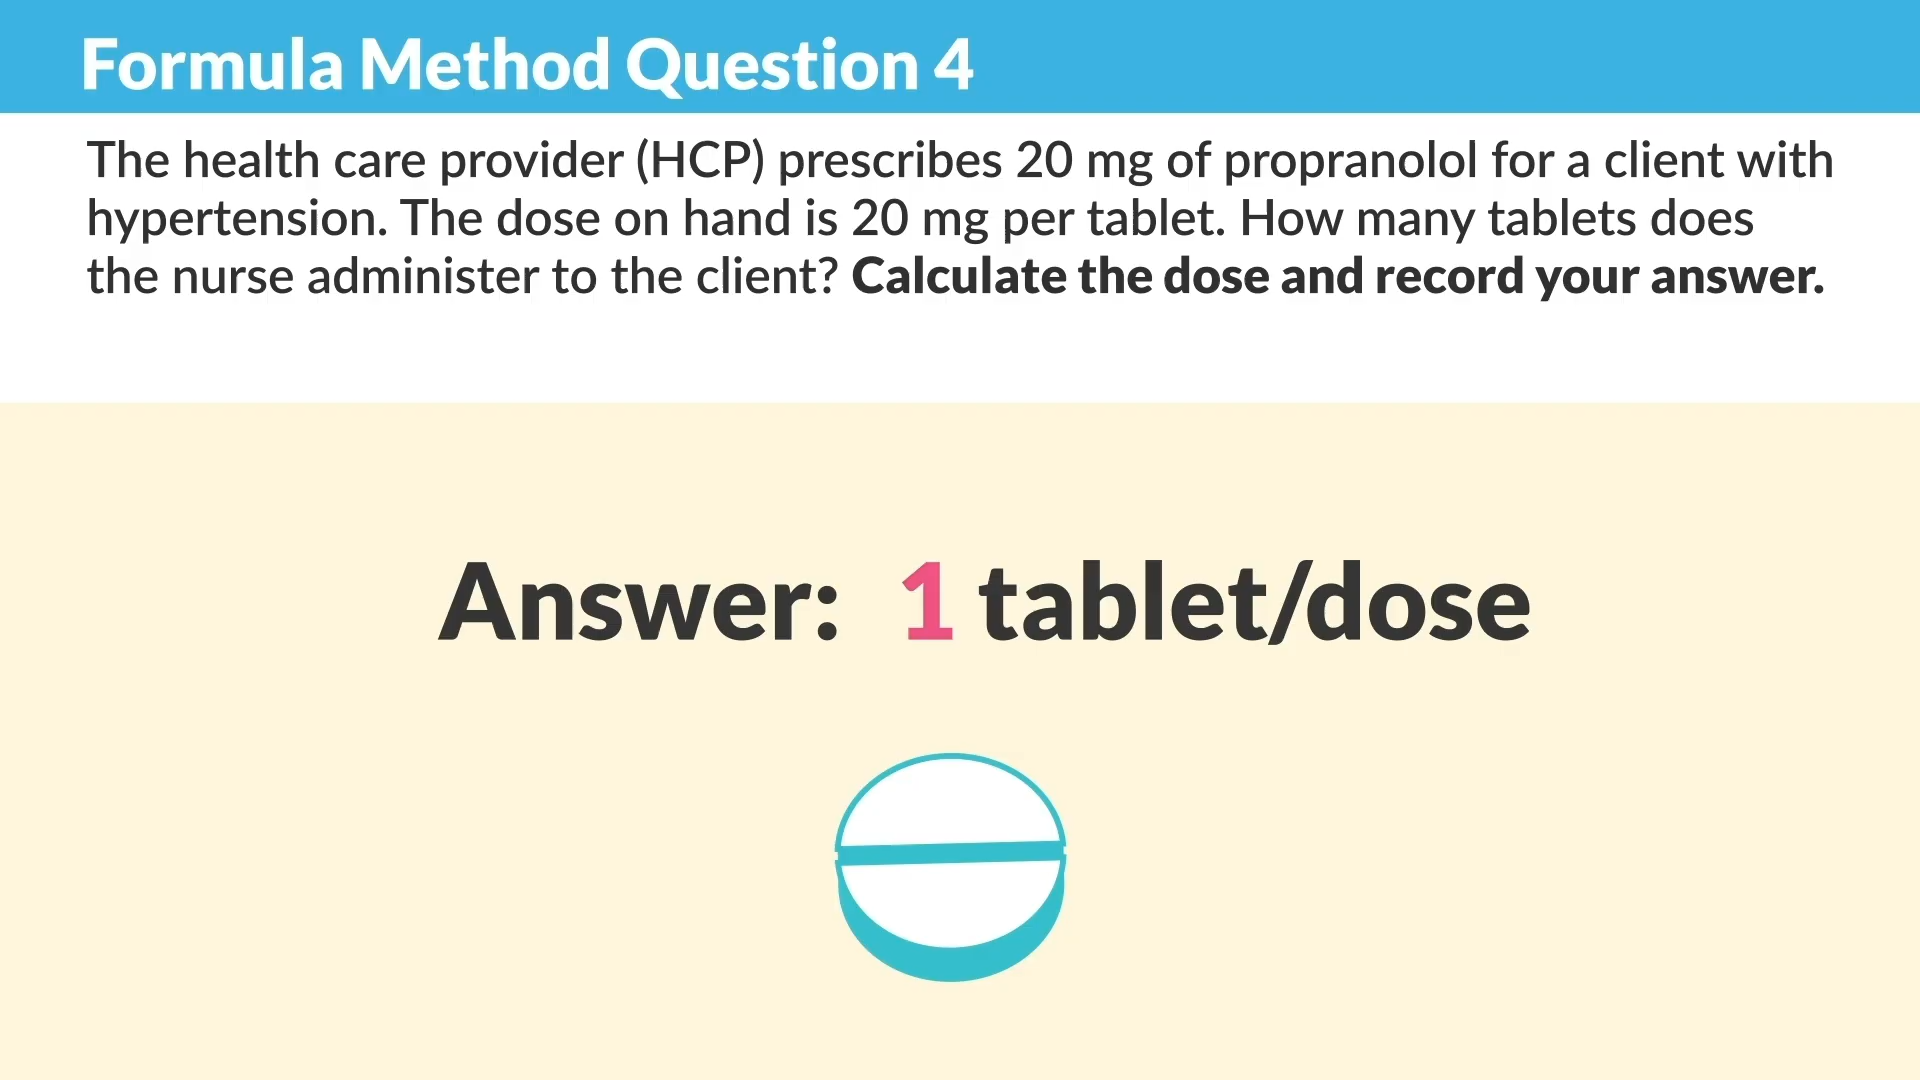 Formula Method Question 4
The health care provider (HCP) prescribes 20 mg of propranolol for a client with
hypertension. The dose on hand is 20 mg per tablet. How many tablets does
the nurse administer to the client? Calculate the dose and record your answer.
Answer: 1 tablet/dose